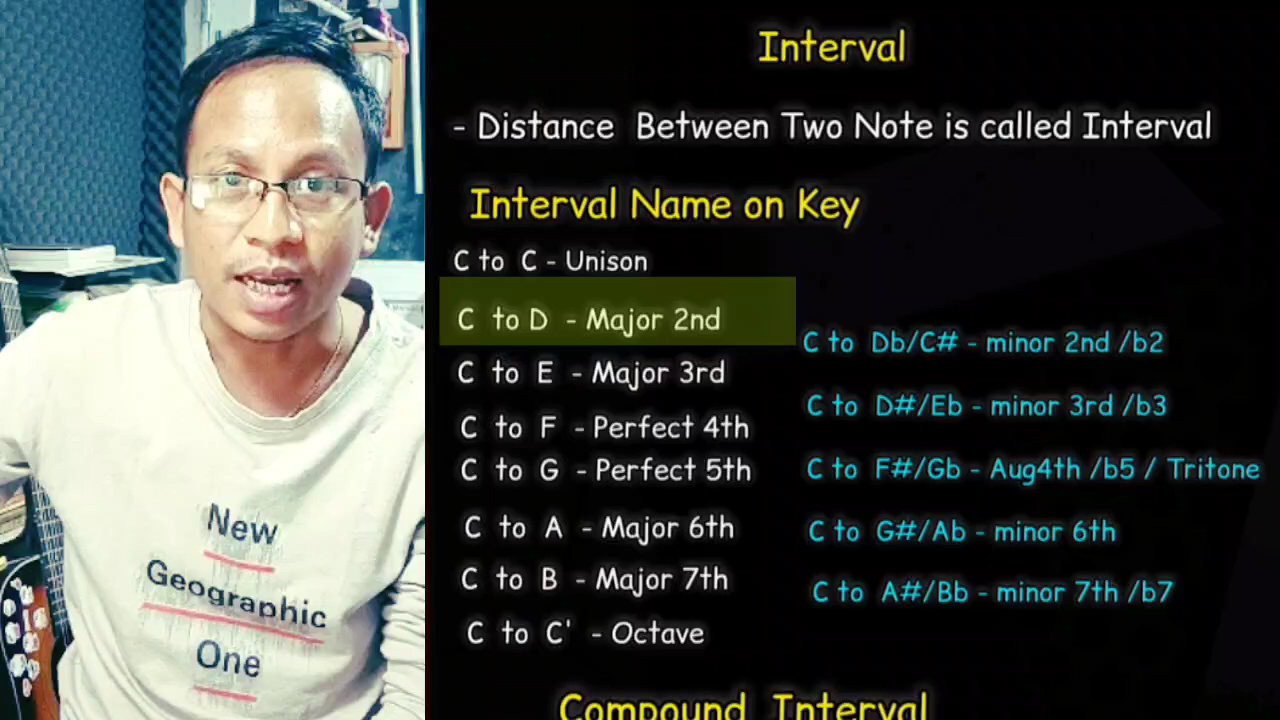 Interval
- Distance Between Two Note is called Interval
Interval Name on Key
C to C - Unison
C to D - Major 2nd
C to E - Major 3rd
C to F - Perfect 4th
C to G - Perfect 5th
C to A - Major 6th
C to B - Major 7th
C to C' - Octave
C to Db/C# - minor 2nd /b2
C to D#/Eb - minor 3rd /b3
C to F#/Gb - Aug4th /b5 / Tritone
C to G#/Ab - minor 6th
C to A#/Bb - minor 7th /b7
Compound Interval
New
Geographic
One